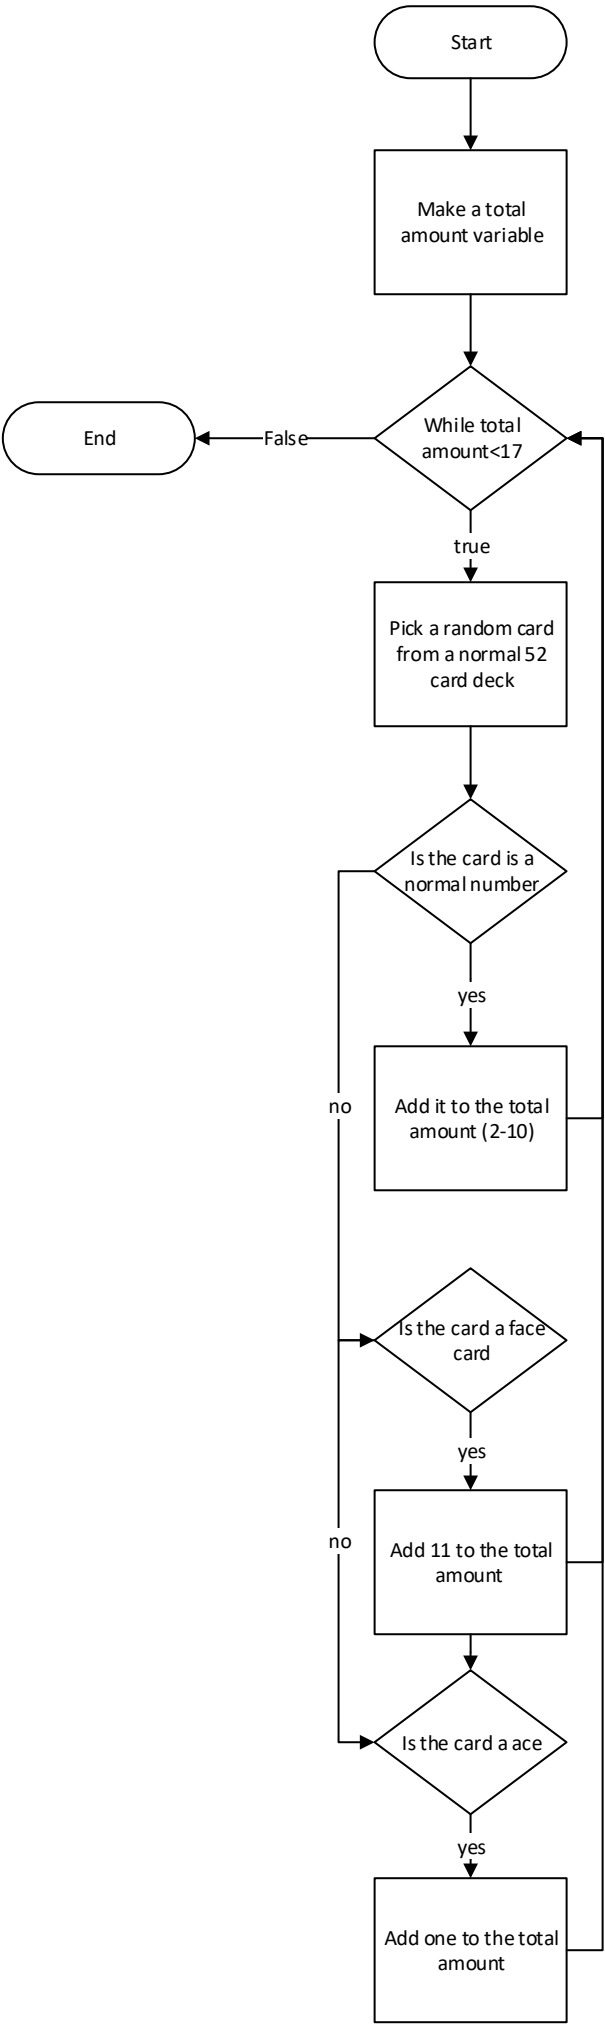 Start
Make a total
amount variable
While total
amount<17
False
End
true
Pick a random card
from a normal 52
card deck
Is the card is a
normal number
yes
no
Add it to the total
amount (2-10)
Is the card a face
card
yes
no
Add 11 to the total
amount
Is the card a ace
yes
Add one to the total
amount